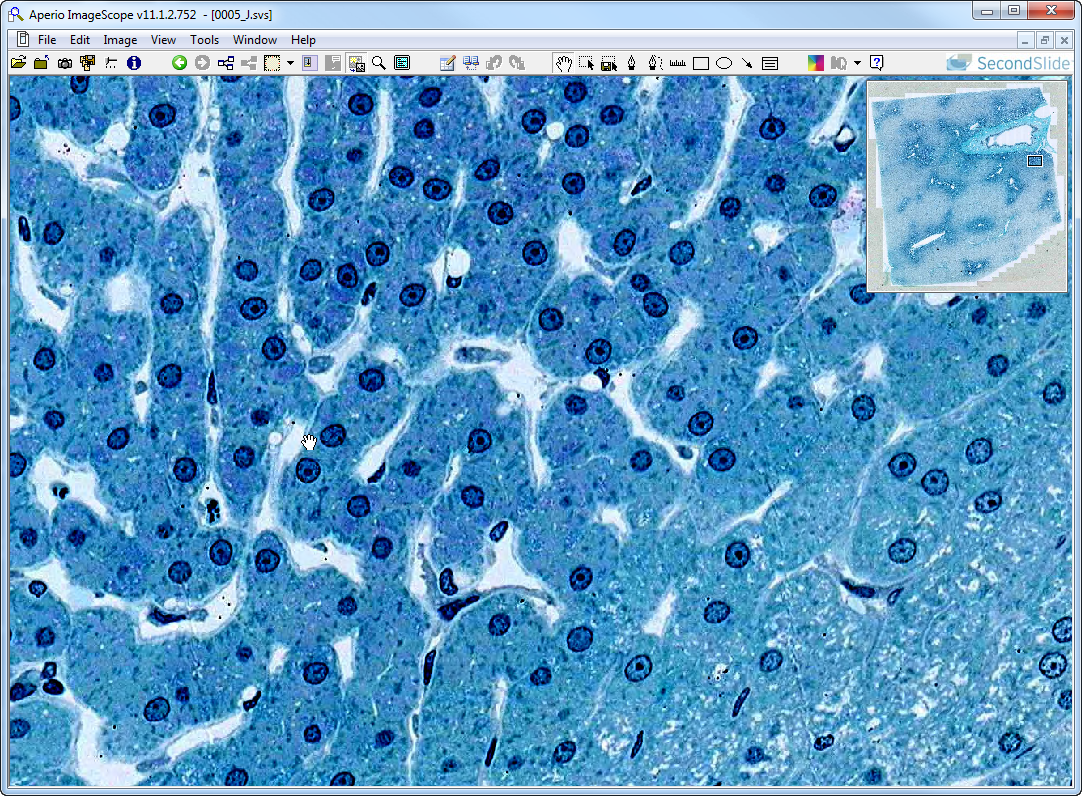 Aperio ImageScope v11.1.2.752 - [0005_J.svs]
File Edit Image View Tools Window Help
SecondSlide